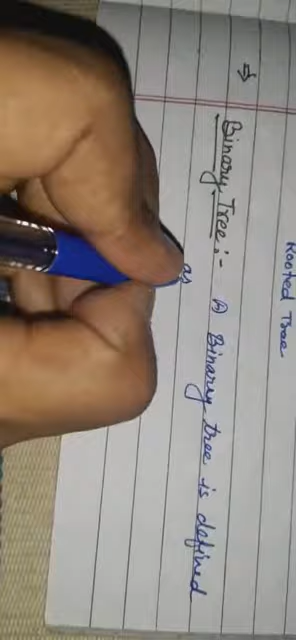 Rooted Tree
⇒ Binary Tree :- A Binary tree is defined
as